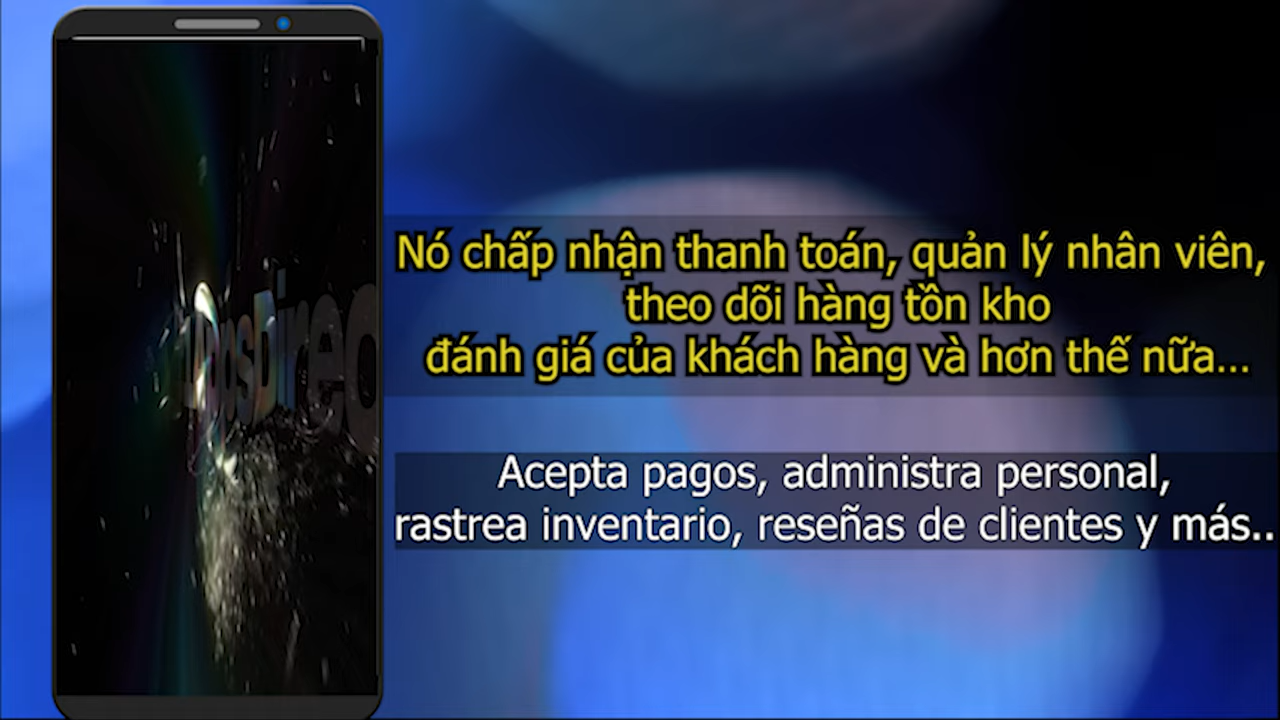 Nó chấp nhận thanh toán, quản lý nhân viên,
theo dõi hàng tồn kho
đánh giá của khách hàng và hơn thế nữa...
Acepta pagos, administra personal,
rastrea inventario, reseñas de clientes y más..